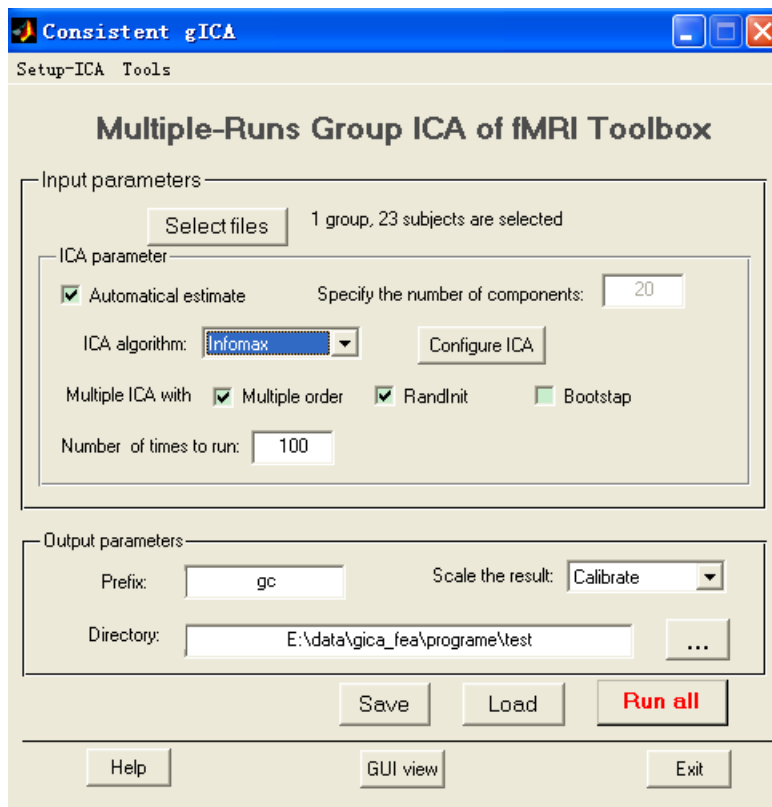 Consistent gICA
Setup-ICA Tools
Multiple-Runs Group ICA of fMRI Toolbox
Input parameters
Select files 1 group, 23 subjects are selected
ICA parameter
Automatical estimate Specify the number of components: 20
ICA algorithm: Infomax Configure ICA
Multiple ICA with Multiple order RandInit Bootstap
Number of times to run: 100
Output parameters
Prefix: gc Scale the result: Calibrate
Directory: E:\data\gica_fea\programe\test ...
Save Load Run all
Help GUI view Exit